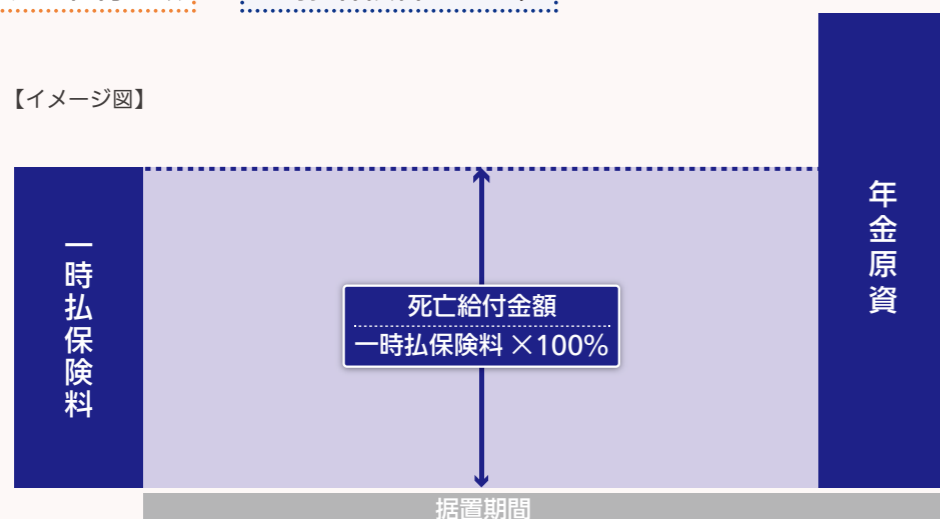 【イメージ図】
一時払保険料
年金原資
死亡給付金額
一時払保険料×100%
据置期間